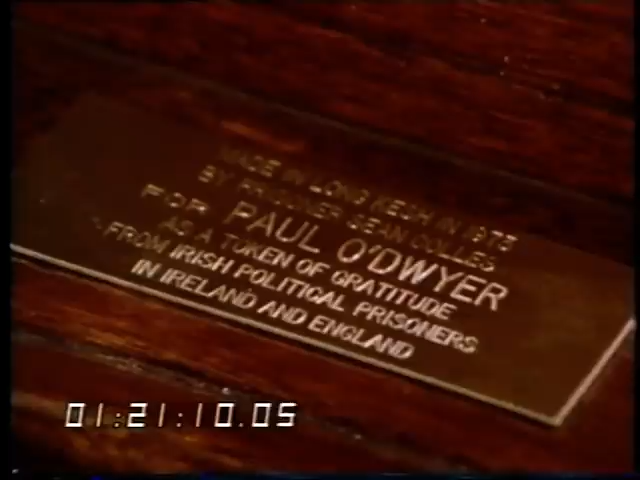 MADE IN LONG KESH IN 1975
BY PRISONER SEAN COLLES
FOR PAUL O'DWYER
AS A TOKEN OF GRATITUDE
FROM IRISH POLITICAL PRISONERS
IN IRELAND AND ENGLAND
01:21:10.05